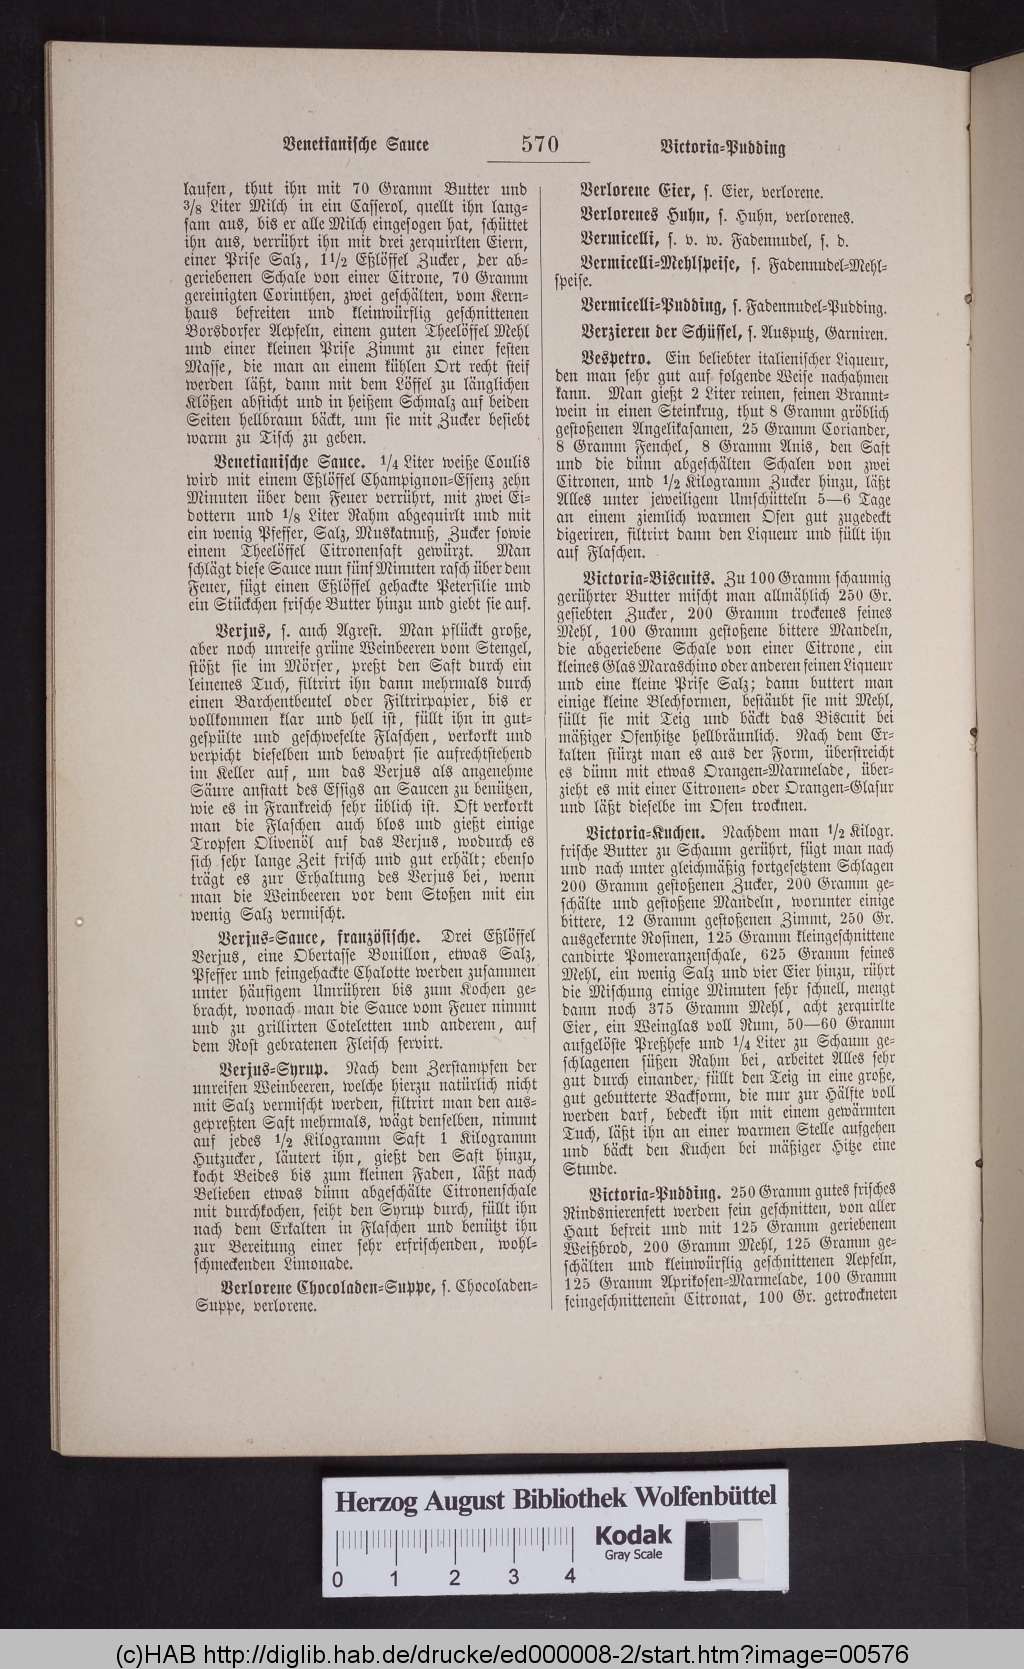 Venetianische Sauce
570
Victoria-Pudding
laufen, thut ihn mit 70 Gramm Butter und
3/8 Liter Milch in ein Casserol, quellt ihn lang-
sam aus, bis er alle Milch eingesogen hat, schüttet
ihn aus, verrührt ihn mit drei zerquirlten Eiern,
einer Prise Salz, 1 1/2 Eßlöffel Zucker, der ab-
geriebenen Schale von einer Citrone, 70 Gramm
gereinigten Corinthen, zwei geschälten, vom Kern-
haus befreiten und kleinwürflig geschnittenen
Borsdorfer Aepfeln, einem guten Theelöffel Mehl
und einer kleinen Prise Zimmt zu einer festen
Masse, die man an einem kühlen Ort recht steif
werden läßt, dann mit dem Löffel zu länglichen
Klößen absticht und in heißem Schmalz auf beiden
Seiten hellbraun bäckt, um sie mit Zucker besiebt
warm zu Tisch zu geben.
Venetianische Sauce. 1/4 Liter weiße Coulis
wird mit einem Eßlöffel Champignon-Essenz zehn
Minuten über dem Feuer verrührt, mit zwei Ei-
dottern und 1/8 Liter Rahm abgequirlt und mit
ein wenig Pfeffer, Salz, Muskatnuß, Zucker sowie
einem Theelöffel Citronensaft gewürzt. Man
schlägt diese Sauce nun fünf Minuten rasch über dem
Feuer, fügt einen Eßlöffel gehackte Petersilie und
ein Stückchen frische Butter hinzu und giebt sie auf.
Verjus, s. auch Agrest. Man pflückt große,
aber noch unreife grüne Weinbeeren vom Stengel,
stößt sie im Mörser, preßt den Saft durch ein
leinenes Tuch, filtrirt ihn dann mehrmals durch
einen Barchentbeutel oder Filtrirpapier, bis er
vollkommen klar und hell ist, füllt ihn in gut-
gespülte und geschwefelte Flaschen, verkorkt und
verpicht dieselben und bewahrt sie aufrechtstehend
im Keller auf, um das Verjus als angenehme
Säure anstatt des Essigs an Saucen zu benützen,
wie es in Frankreich sehr üblich ist. Oft verkorkt
man die Flaschen auch blos und gießt einige
Tropfen Olivenöl auf das Verjus, wodurch es
sich sehr lange Zeit frisch und gut erhält; ebenso
trägt es zur Erhaltung des Verjus bei, wenn
man die Weinbeeren vor dem Stoßen mit ein
wenig Salz vermischt.
Verjus-Sauce, französische. Drei Eßlöffel
Verjus, eine Obertasse Bouillon, etwas Salz,
Pfeffer und feingehackte Chalotte werden zusammen
unter häufigem Umrühren bis zum Kochen ge-
bracht, wonach man die Sauce vom Feuer nimmt
und zu grillirten Coteletten und anderem, auf
dem Rost gebratenen Fleisch servirt.
Verjus-Syrup. Nach dem Zerstampfen der
unreifen Weinbeeren, welche hierzu natürlich nicht
mit Salz vermischt werden, filtrirt man den aus-
gepreßten Saft mehrmals, wägt denselben, nimmt
auf jedes 1/2 Kilogramm Saft 1 Kilogramm
Hutzucker, läutert ihn, gießt den Saft hinzu,
kocht Beides bis zum kleinen Faden, läßt nach
Belieben etwas dünn abgeschälte Citronenschale
mit durchkochen, seiht den Syrup durch, füllt ihn
nach dem Erkalten in Flaschen und benützt ihn
zur Bereitung einer sehr erfrischenden, wohl-
schmeckenden Limonade.
Verlorene Chocoladen-Suppe, s. Chocoladen-
Suppe, verlorene.
Verlorene Eier, s. Eier, verlorene.
Verlorenes Huhn, s. Huhn, verlorenes.
Vermicelli, s. v. w. Fadennudel, s. d.
Vermicelli-Mehlspeise, s. Fadennudel-Mehl-
speise.
Vermicelli-Pudding, s. Fadennudel-Pudding.
Verzieren der Schüssel, s. Ausputz, Garniren.
Vespetro. Ein beliebter italienischer Liqueur,
den man sehr gut auf folgende Weise nachahmen
kann. Man gießt 2 Liter reinen, feinen Brannt-
wein in einen Steinkrug, thut 8 Gramm gröblich
gestoßenen Angelikasamen, 25 Gramm Coriander,
8 Gramm Fenchel, 8 Gramm Anis, den Saft
und die dünn abgeschälten Schalen von zwei
Citronen, und 1/2 Kilogramm Zucker hinzu, läßt
Alles unter jeweiligem Umschütteln 5—6 Tage
an einem ziemlich warmen Ofen gut zugedeckt
digeriren, filtrirt dann den Liqueur und füllt ihn
auf Flaschen.
Victoria-Biscuits. Zu 100 Gramm schaumig
gerührter Butter mischt man allmählich 250 Gr.
gesiebten Zucker, 200 Gramm trockenes feines
Mehl, 100 Gramm gestoßene bittere Mandeln,
die abgeriebene Schale von einer Citrone, ein
kleines Glas Maraschino oder anderen feinen Liqueur
und eine kleine Prise Salz; dann buttert man
einige kleine Blechformen, bestäubt sie mit Mehl,
füllt sie mit Teig und bäckt das Biscuit bei
mäßiger Ofenhitze hellbräunlich. Nach dem Er-
kalten stürzt man es aus der Form, überstreicht
es dünn mit etwas Orangen-Marmelade, über-
zieht es mit einer Citronen- oder Orangen-Glasur
und läßt dieselbe im Ofen trocknen.
Victoria-Kuchen. Nachdem man 1/2 Kilogr.
frische Butter zu Schaum gerührt, fügt man nach
und nach unter gleichmäßig fortgesetztem Schlagen
200 Gramm gestoßenen Zucker, 200 Gramm ge-
schälte und gestoßene Mandeln, worunter einige
bittere, 12 Gramm gestoßenen Zimmt, 250 Gr.
ausgekernte Rosinen, 125 Gramm kleingeschnittene
candirte Pomeranzenschale, 625 Gramm feines
Mehl, ein wenig Salz und vier Eier hinzu, rührt
die Mischung einige Minuten sehr schnell, mengt
dann noch 375 Gramm Mehl, acht zerquirlte
Eier, ein Weinglas voll Rum, 50—60 Gramm
aufgelöste Preßhefe und 1/4 Liter zu Schaum ge-
schlagenen süßen Rahm bei, arbeitet Alles sehr
gut durch einander, füllt den Teig in eine große,
gut gebutterte Backform, die nur zur Hälfte voll
werden darf, bedeckt ihn mit einem gewärmten
Tuch, läßt ihn an einer warmen Stelle aufgehen
und bäckt den Kuchen bei mäßiger Hitze eine
Stunde.
Victoria-Pudding. 250 Gramm gutes frisches
Rindsnierenfett werden fein geschnitten, von aller
Haut befreit und mit 125 Gramm geriebenem
Weißbrod, 200 Gramm Mehl, 125 Gramm ge-
schälten und kleinwürflig geschnittenen Aepfeln,
125 Gramm Aprikosen-Marmelade, 100 Gramm
feingeschnittenem Citronat, 100 Gr. getrockneten
Herzog August Bibliothek Wolfenbüttel
Kodak
Gray Scale
0 1 2 3 4
(c)HAB http://diglib.hab.de/drucke/ed000008-2/start.htm?image=00576